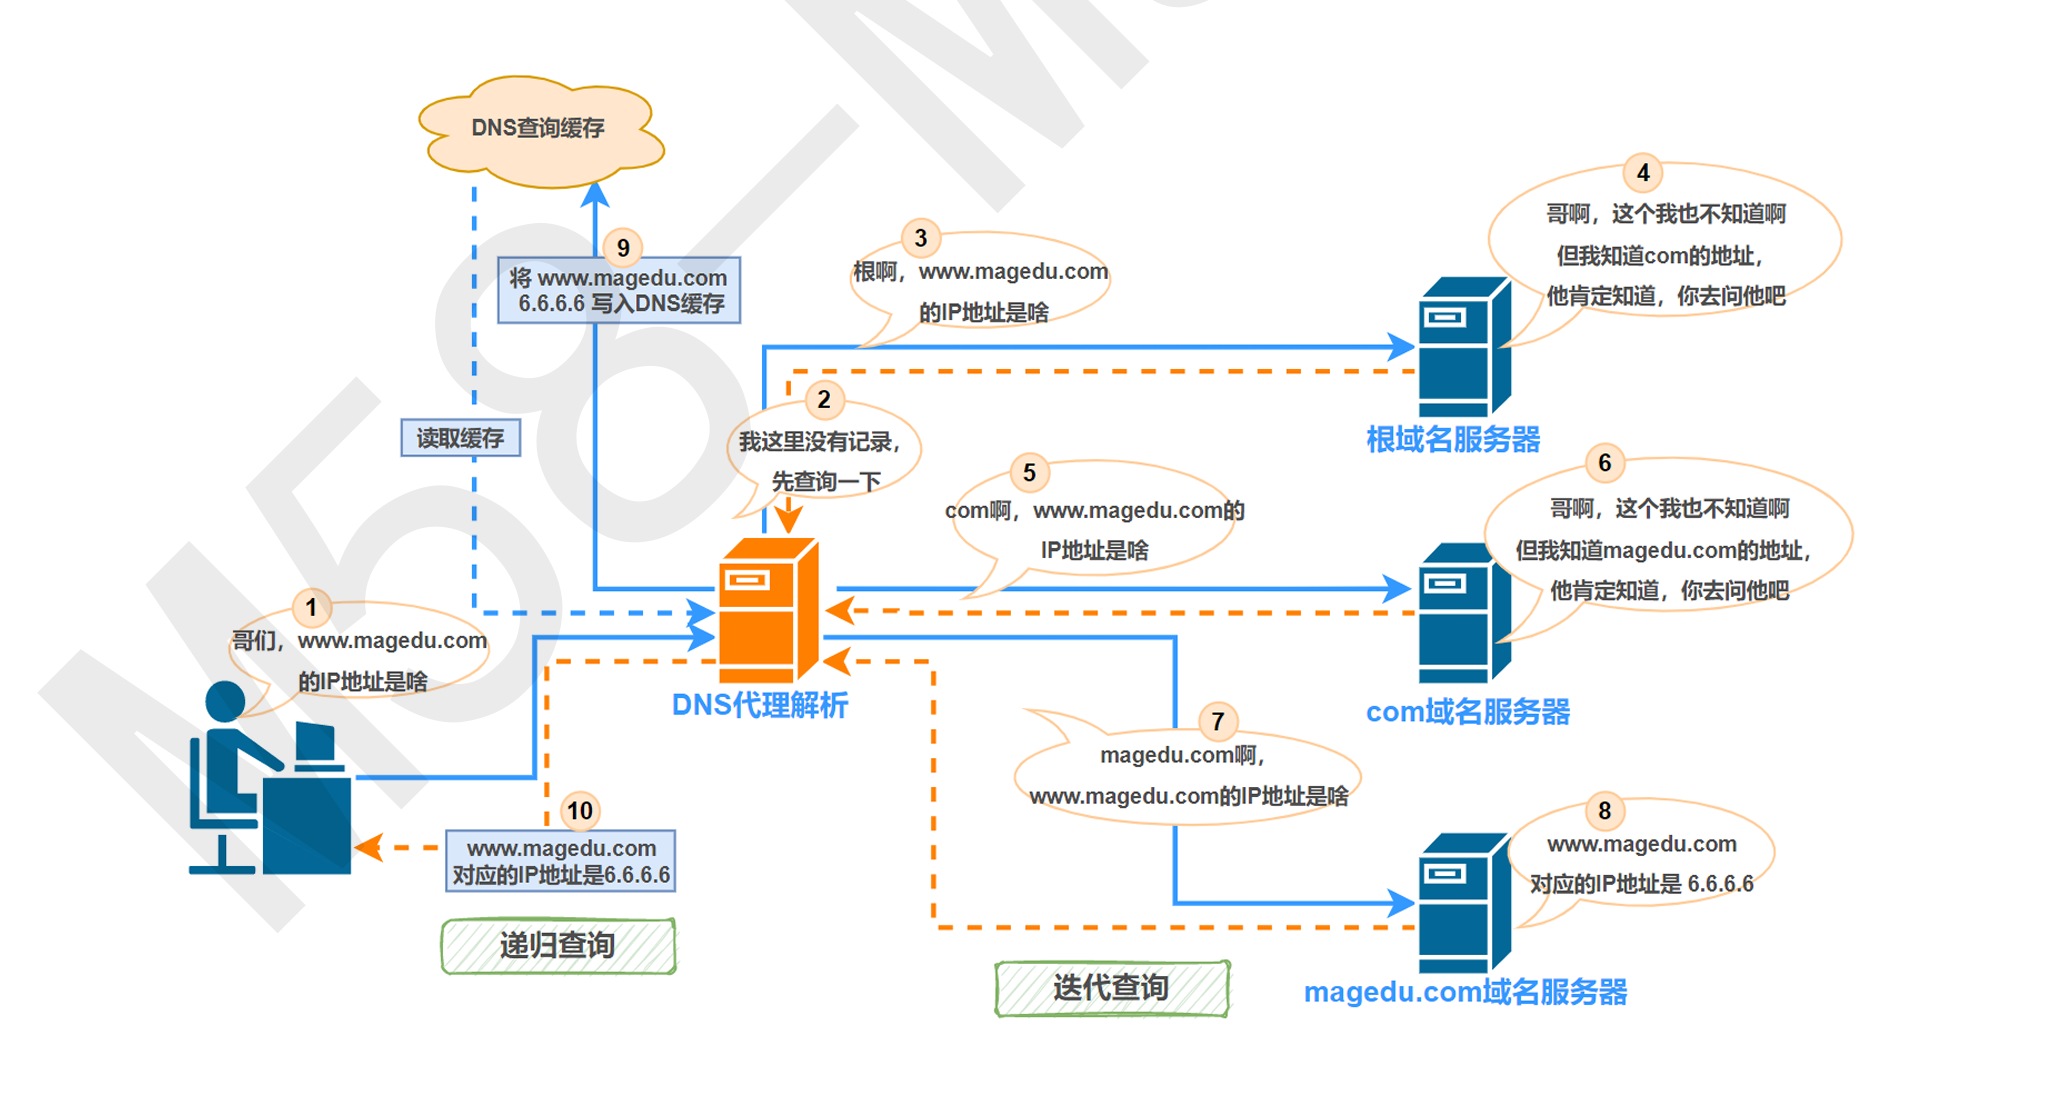 DNS查询缓存
9
将 www.magedu.com
6.6.6.6 写入DNS缓存
读取缓存
1
哥们，www.magedu.com
的IP地址是啥
2
我这里没有记录，
先查询一下
DNS代理解析
3
根啊，www.magedu.com
的IP地址是啥
4
哥啊，这个我也不知道啊
但我知道com的地址，
他肯定知道，你去问他吧
根域名服务器
5
com啊，www.magedu.com的
IP地址是啥
6
哥啊，这个我也不知道啊
但我知道magedu.com的地址，
他肯定知道，你去问他吧
com域名服务器
7
magedu.com啊，
www.magedu.com的IP地址是啥
8
www.magedu.com
对应的IP地址是 6.6.6.6
magedu.com域名服务器
10
www.magedu.com
对应的IP地址是6.6.6.6
递归查询
迭代查询